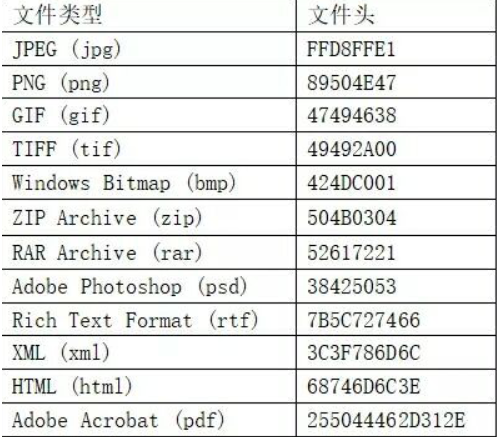 文件类型 文件头
JPEG (jpg) FFD8FFE1
PNG (png) 89504E47
GIF (gif) 47494638
TIFF (tif) 49492A00
Windows Bitmap (bmp) 424DC001
ZIP Archive (zip) 504B0304
RAR Archive (rar) 52617221
Adobe Photoshop (psd) 38425053
Rich Text Format (rtf) 7B5C727466
XML (xml) 3C3F786D6C
HTML (html) 68746D6C3E
Adobe Acrobat (pdf) 255044462D312E